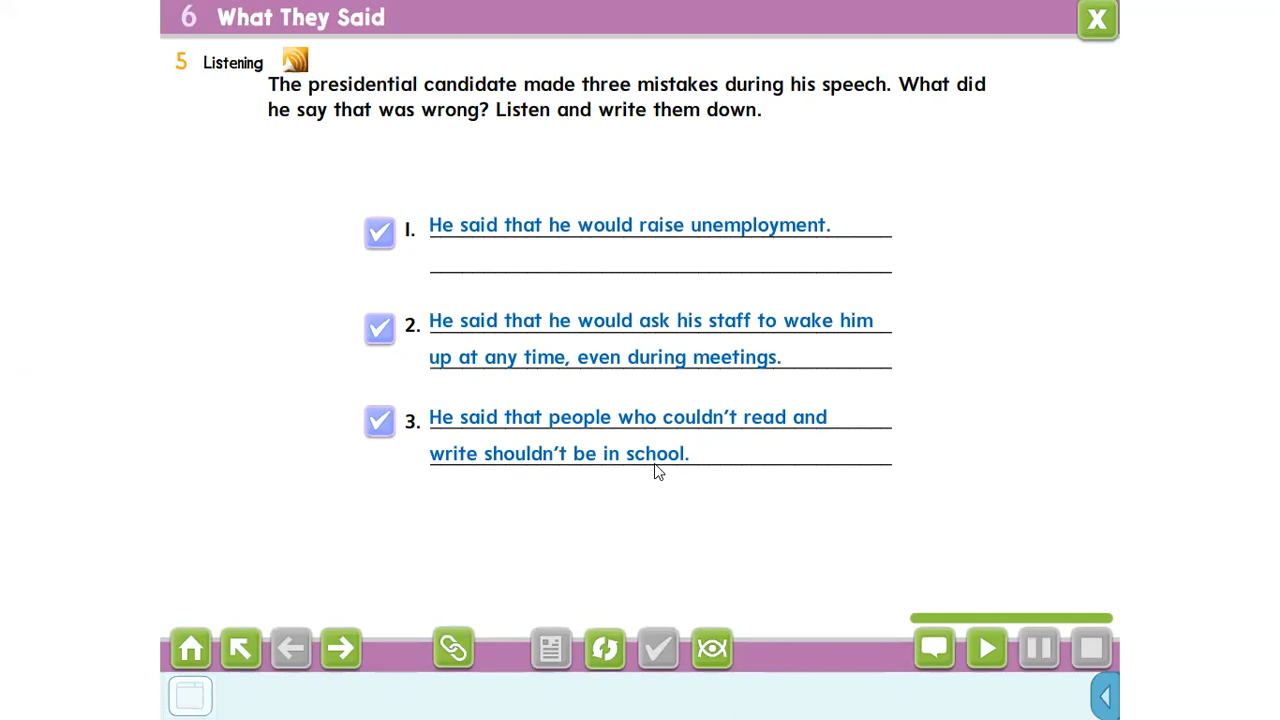 6 What They Said
X
5 Listening
The presidential candidate made three mistakes during his speech. What did
he say that was wrong? Listen and write them down.
1. He said that he would raise unemployment.
2. He said that he would ask his staff to wake him
up at any time, even during meetings.
3. He said that people who couldn't read and
write shouldn't be in school.